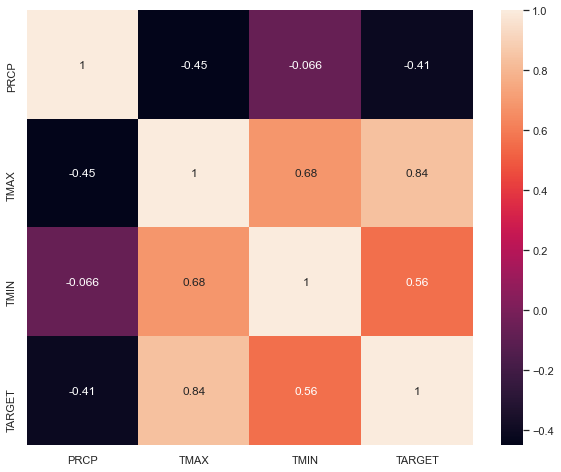 PRCP 1 -0.45 -0.066 -0.41
TMAX -0.45 1 0.68 0.84
TMIN -0.066 0.68 1 0.56
TARGET -0.41 0.84 0.56 1
PRCP TMAX TMIN TARGET
1.0
0.8
0.6
0.4
0.2
0.0
−0.2
−0.4